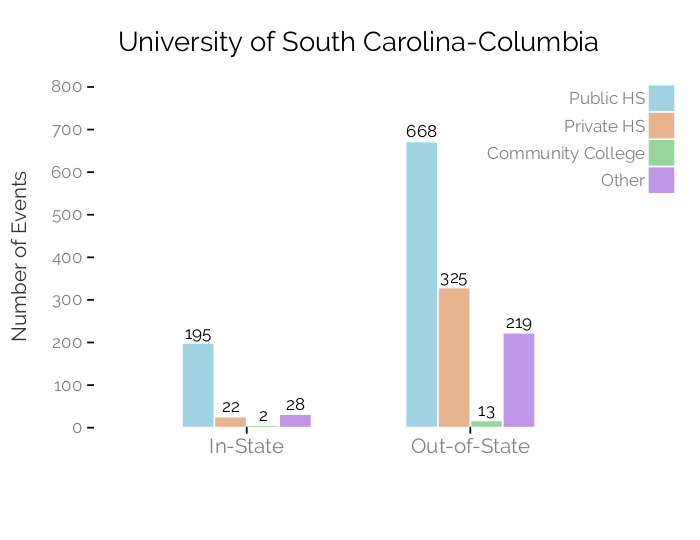 University of South Carolina-Columbia
Number of Events
800
700
600
500
400
300
200
100
0
Public HS
Private HS
Community College
Other
195
22
2
28
668
325
13
219
In-State
Out-of-State